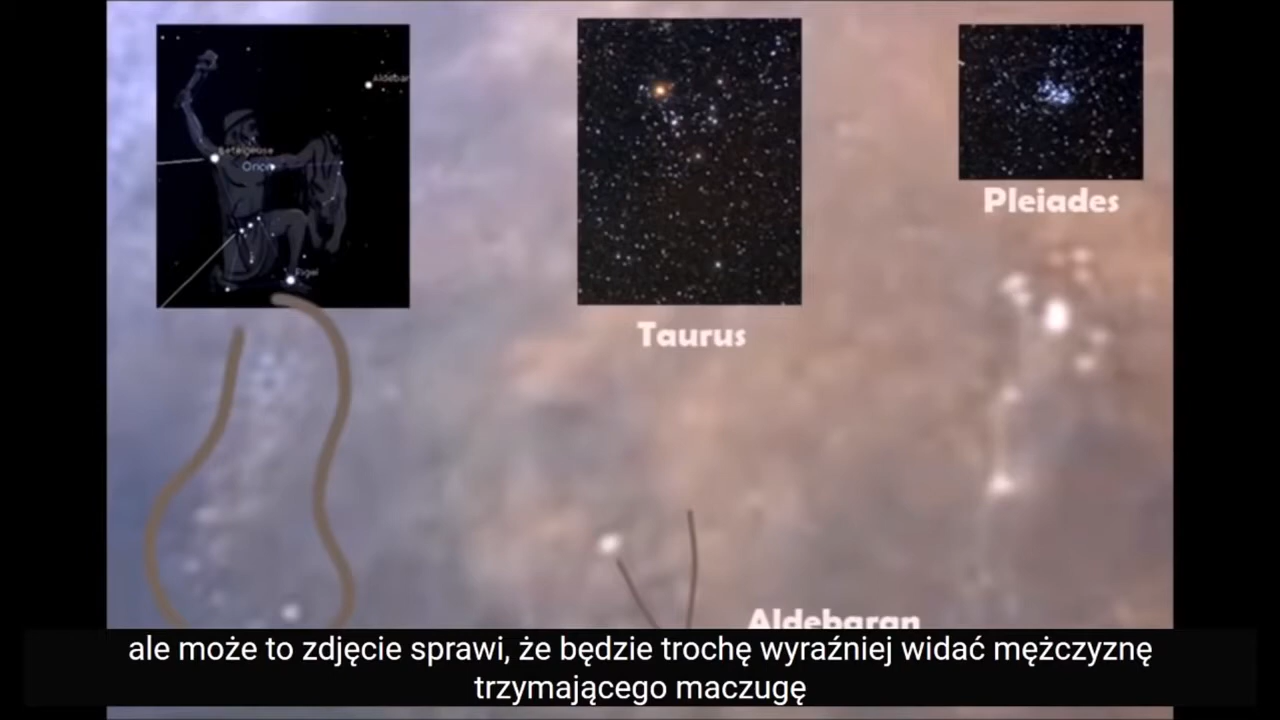 Aldebar
Betelgeuse
Orion
Rigel
Taurus
Pleiades
Aldebaran
ale może to zdjęcie sprawi, że będzie trochę wyraźniej widać mężczyznę
trzymającego maczugę